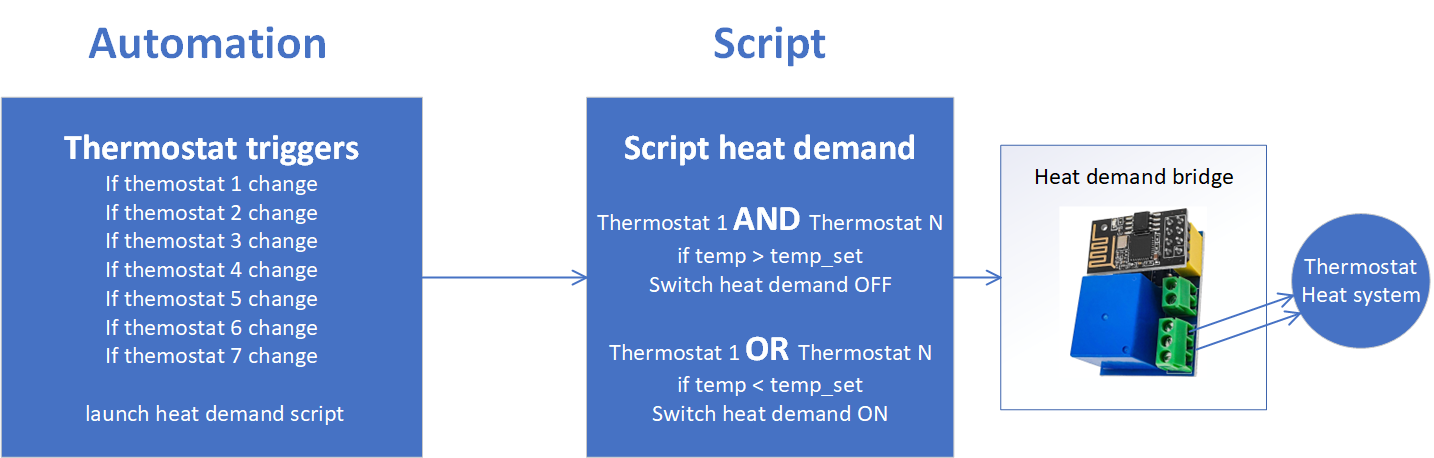 Automation
Script
Thermostat triggers
If themostat 1 change
If themostat 2 change
If themostat 3 change
If themostat 4 change
If themostat 5 change
If themostat 6 change
If themostat 7 change
launch heat demand script
Script heat demand
Thermostat 1 AND Thermostat N
if temp > temp_set
Switch heat demand OFF
Thermostat 1 OR Thermostat N
if temp < temp_set
Switch heat demand ON
Heat demand bridge
Thermostat
Heat system